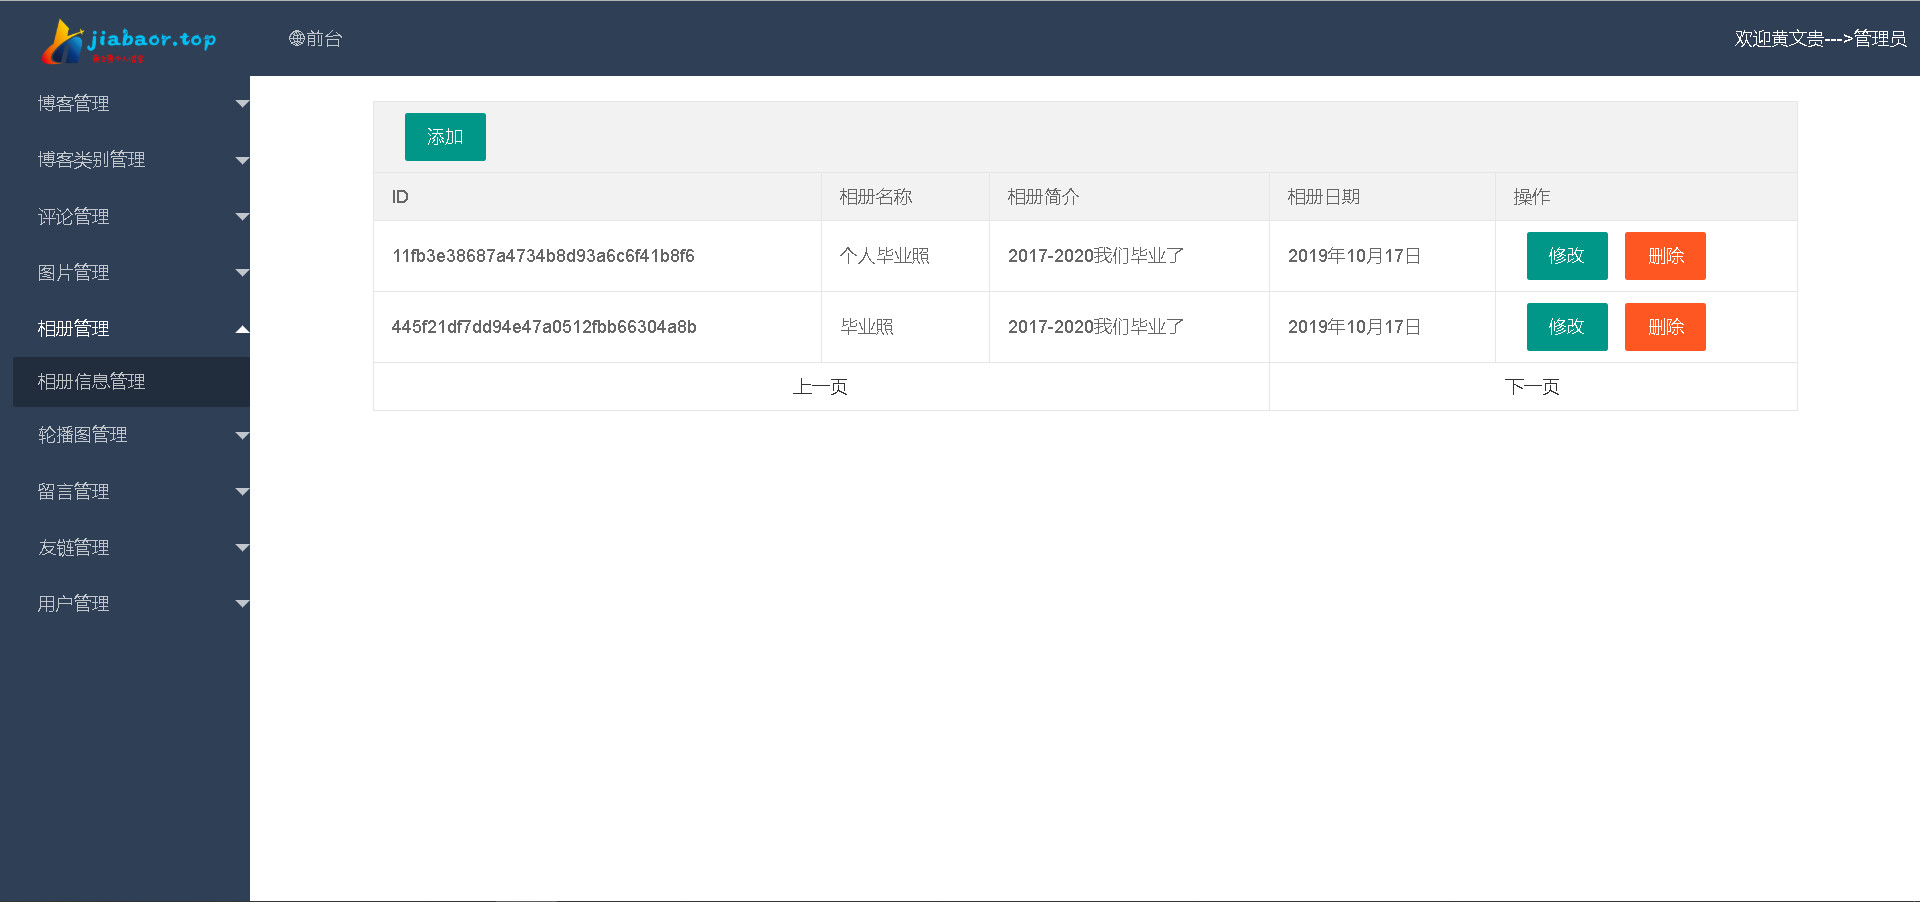 jiabaor.top
前台
欢迎黄文贵--->管理员
博客管理
博客类别管理
评论管理
图片管理
相册管理
相册信息管理
轮播图管理
留言管理
友链管理
用户管理
添加
ID 相册名称 相册简介 相册日期 操作
11fb3e38687a4734b8d93a6c6f41b8f6 个人毕业照 2017-2020我们毕业了 2019年10月17日 修改 删除
445f21df7dd94e47a0512fbb66304a8b 毕业照 2017-2020我们毕业了 2019年10月17日 修改 删除
上一页 下一页